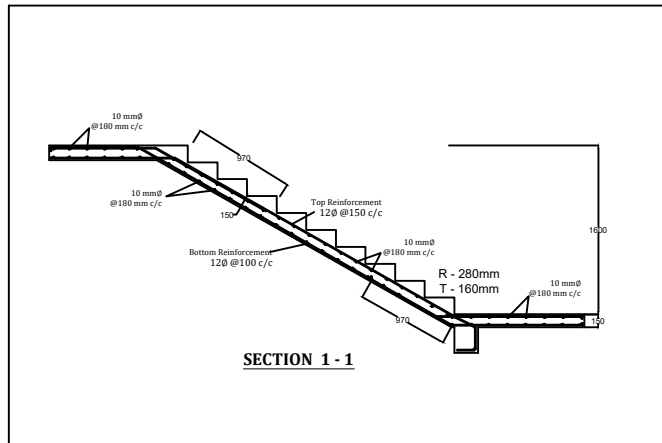 10 mmØ
@180 mm c/c
970
10 mmØ
@180 mm c/c
150
Top Reinforcement
12Ø @150 c/c
Bottom Reinforcement
12Ø @100 c/c
10 mmØ
@180 mm c/c
R - 280mm
T - 160mm
10 mmØ
@180 mm c/c
1600
150
970
SECTION 1 - 1